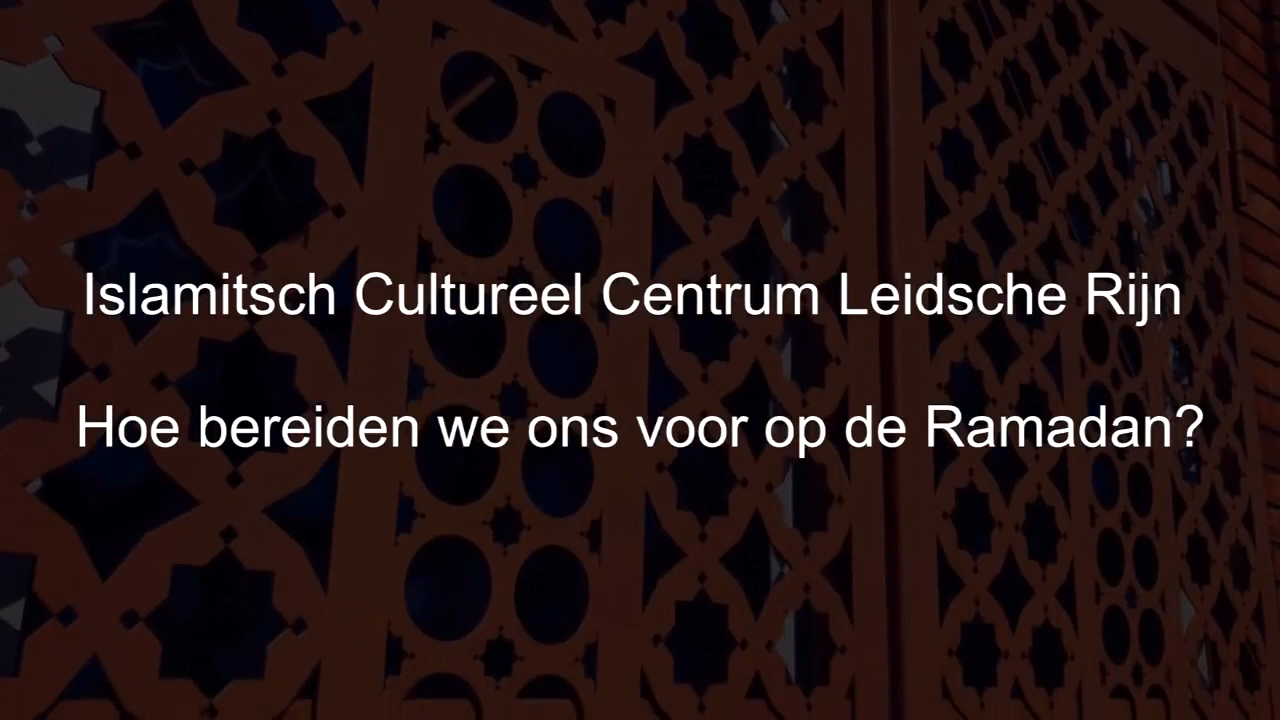 Islamitsch Cultureel Centrum Leidsche Rijn
Hoe bereiden we ons voor op de Ramadan?